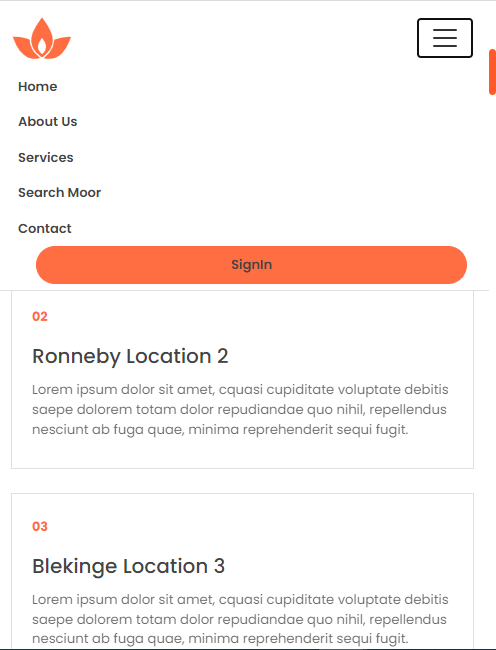 Home
About Us
Services
Search Moor
Contact
SignIn
02
Ronneby Location 2
Lorem ipsum dolor sit amet, cquasi cupiditate voluptate debitis
saepe dolorem totam dolor repudiandae quo nihil, repellendus
nesciunt ab fuga quae, minima reprehenderit sequi fugit.
03
Blekinge Location 3
Lorem ipsum dolor sit amet, cquasi cupiditate voluptate debitis
saepe dolorem totam dolor repudiandae quo nihil, repellendus
nesciunt ab fuga quae, minima reprehenderit sequi fugit.